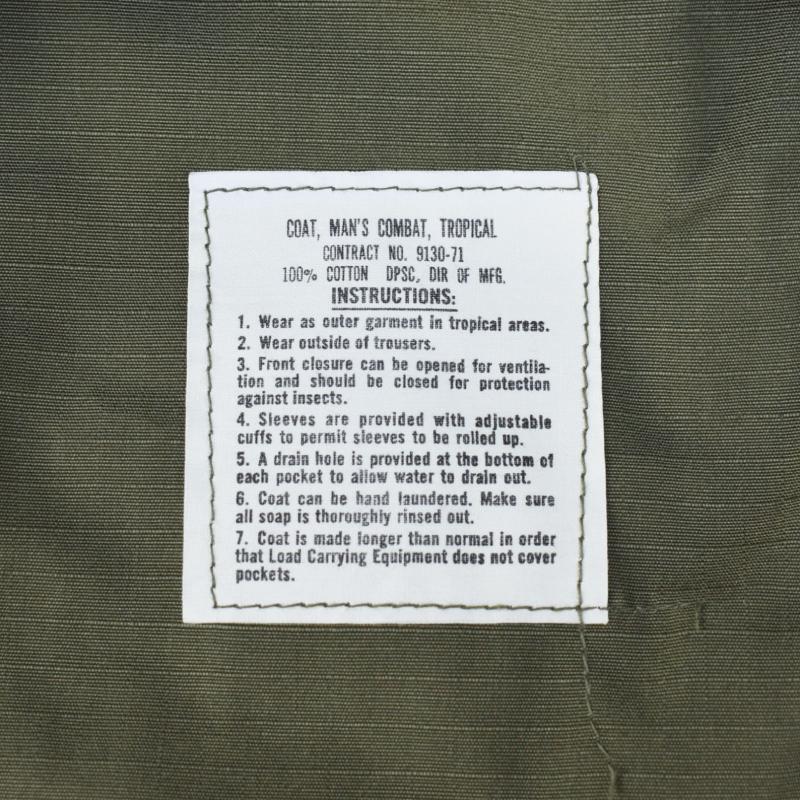 COAT, MAN'S COMBAT, TROPICAL
CONTRACT NO. 9130-71
100% COTTON DPSC, DIR OF MFG.
INSTRUCTIONS:
1. Wear as outer garment in tropical areas.
2. Wear outside of trousers.
3. Front closure can be opened for ventila-
tion and should be closed for protection
against insects.
4. Sleeves are provided with adjustable
cuffs to permit sleeves to be rolled up.
5. A drain hole is provided at the bottom of
each pocket to allow water to drain out.
6. Coat can be hand laundered. Make sure
all soap is thoroughly rinsed out.
7. Coat is made longer than normal in order
that Load Carrying Equipment does not cover
pockets.